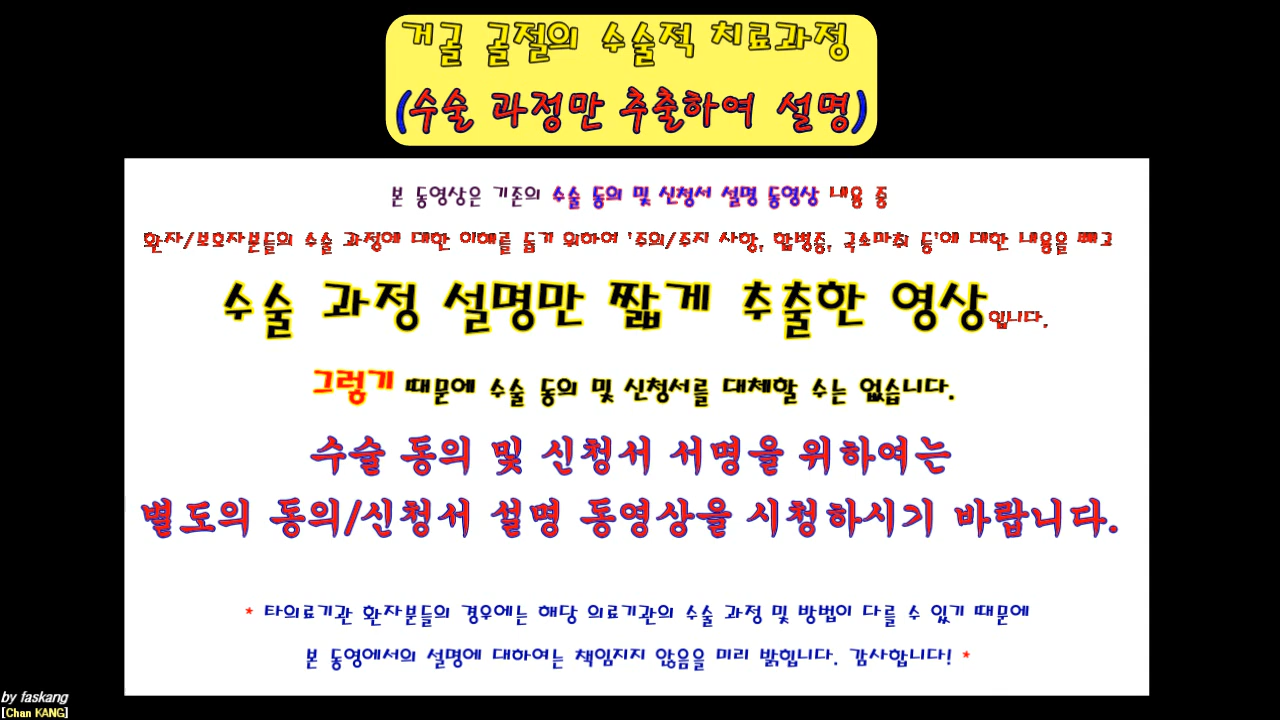 거골 골절의 수술적 치료과정
(수술 과정만 추출하여 설명)
본 동영상은 기존의 수술 동의 및 신청서 설명 동영상 내용 중
환자/보호자분들의 수술 과정에 대한 이해를 돕기 위하여 '주의/주지 사항, 합병증, 국소마취 등'에 대한 내용을 빼고
수술 과정 설명만 짧게 추출한 영상입니다.
그렇기 때문에 수술 동의 및 신청서를 대체할 수는 없습니다.
수술 동의 및 신청서 서명을 위하여는
별도의 동의/신청서 설명 동영상을 시청하시기 바랍니다.
* 타의료기관 환자분들의 경우에는 해당 의료기관의 수술 과정 및 방법이 다를 수 있기 때문에
본 동영에서의 설명에 대하여는 책임지지 않음을 미리 밝힙니다. 감사합니다! *
by faskang
[Chan KANG]